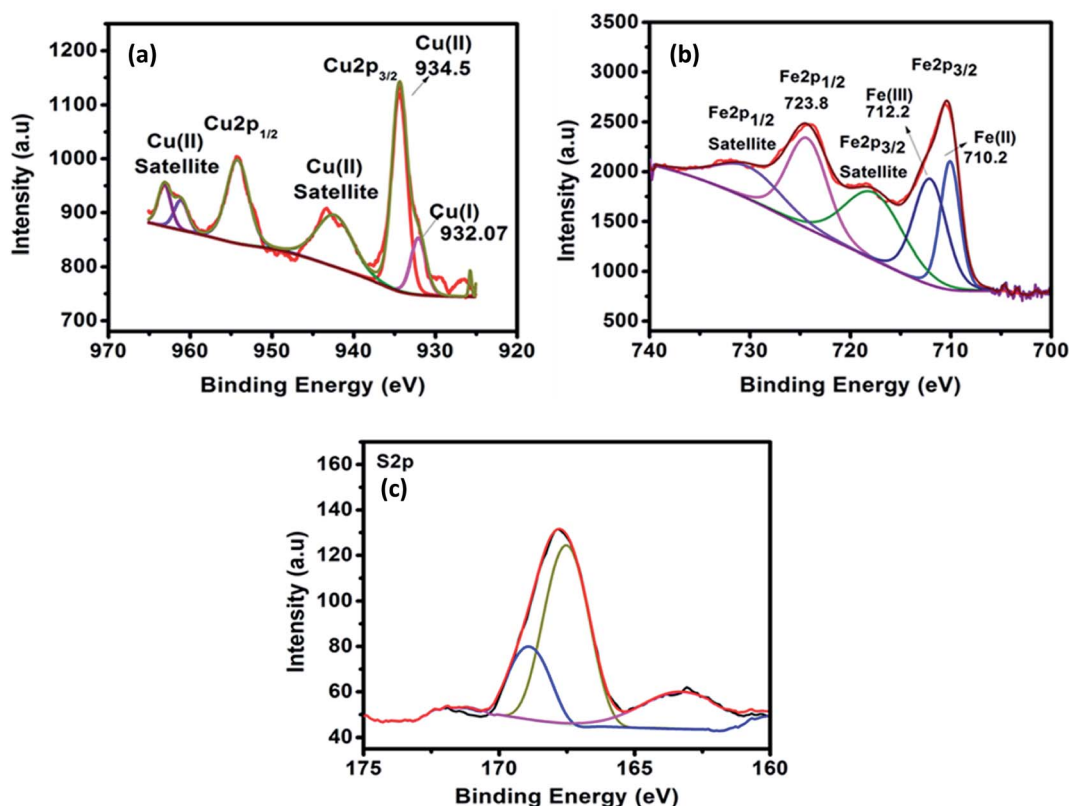 (a)
Cu(II)
934.5
Cu2p3/2
Cu(II)
Satellite
Cu2p1/2
Cu(II)
Satellite
Cu(I)
932.07
Intensity (a.u)
1200
1100
1000
900
800
700
970 960 950 940 930 920
Binding Energy (eV)
(b)
Fe2p3/2
Fe2p1/2
723.8
Fe(III)
712.2
Fe2p1/2
Satellite
Fe2p3/2
Satellite
Fe(II)
710.2
Intensity (a.u)
3500
3000
2500
2000
1500
1000
500
740 730 720 710 700
Binding Energy (eV)
S2p
(c)
Intensity (a.u)
160
140
120
100
80
60
40
175 170 165 160
Binding Energy (eV)